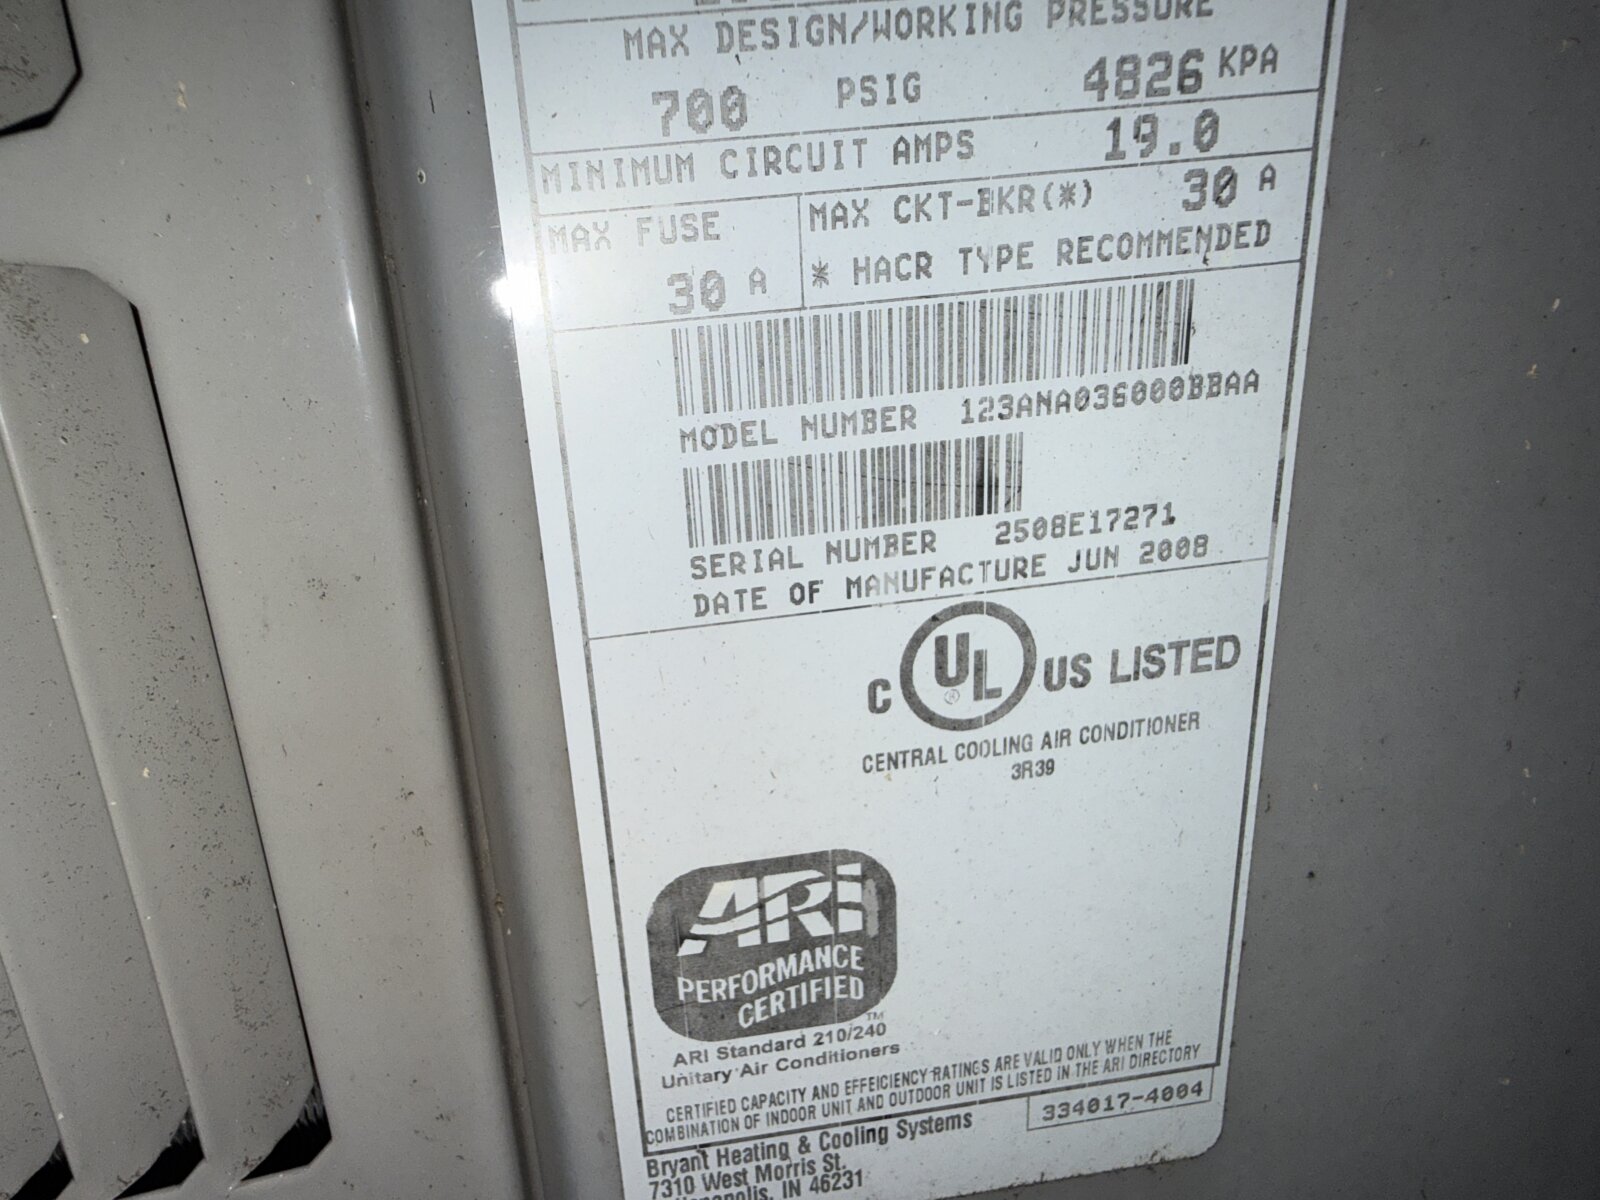 MAX DESIGN/WORKING PRESSURE
700 PSIG 4826 KPA
MINIMUM CIRCUIT AMPS 19.0
MAX FUSE
30 A
MAX CKT-BKR(*) 30 A
* HACR TYPE RECOMMENDED
MODEL NUMBER 123ANA036000BBAA
SERIAL NUMBER 2508E17271
DATE OF MANUFACTURE JUN 2008
C UL ® US LISTED
CENTRAL COOLING AIR CONDITIONER
3R39
ARI
PERFORMANCE
CERTIFIED
TM
ARI Standard 210/240
Unitary Air Conditioners
CERTIFIED CAPACITY AND EFFEICIENCY RATINGS ARE VALID ONLY WHEN THE
COMBINATION OF INDOOR UNIT AND OUTDOOR UNIT IS LISTED IN THE ARI DIRECTORY
334017-4004
Bryant Heating & Cooling Systems
7310 West Morris St.
IN 46231